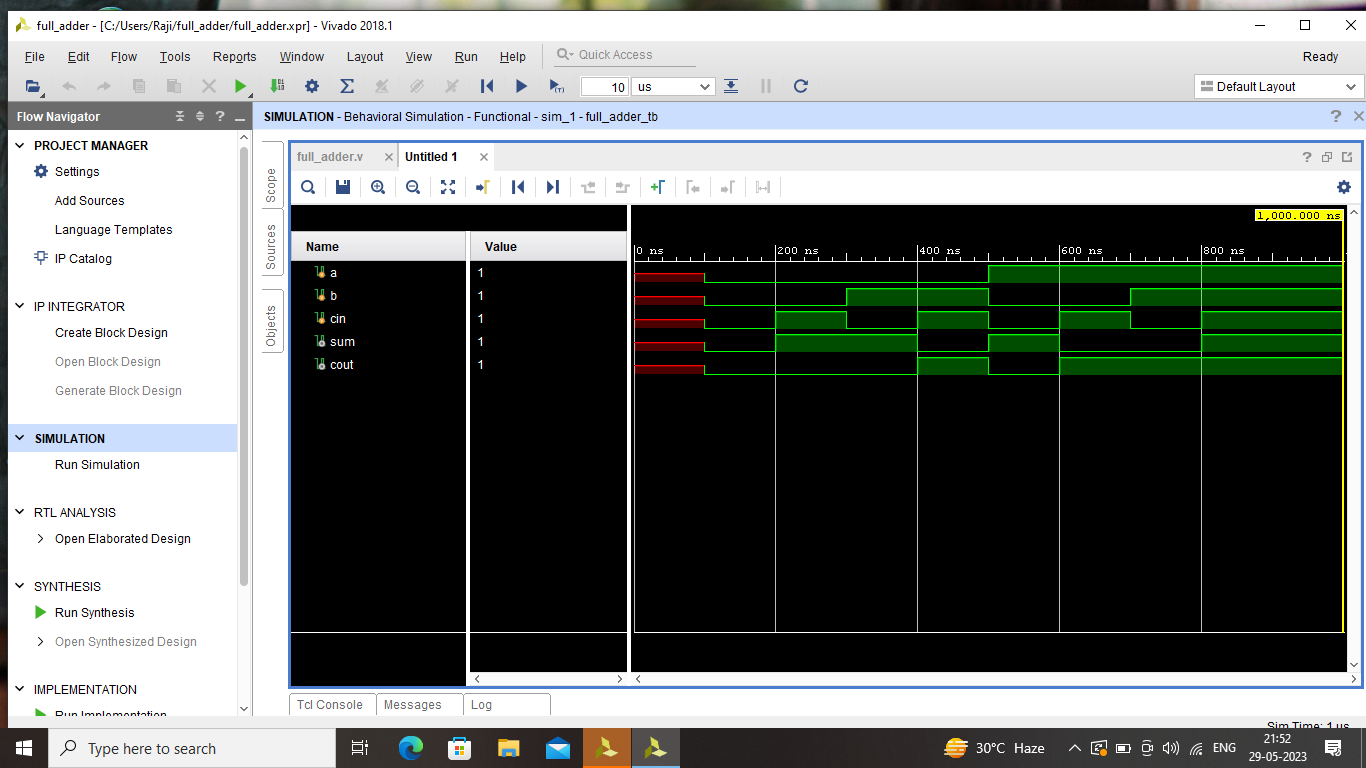 full_adder - [C:/Users/Raji/full_adder/full_adder.xpr] - Vivado 2018.1
File Edit Flow Tools Reports Window Layout View Run Help Quick Access Ready
10 us Default Layout
Flow Navigator
PROJECT MANAGER
Settings
Add Sources
Language Templates
IP Catalog
IP INTEGRATOR
Create Block Design
Open Block Design
Generate Block Design
SIMULATION
Run Simulation
RTL ANALYSIS
Open Elaborated Design
SYNTHESIS
Run Synthesis
Open Synthesized Design
IMPLEMENTATION
Run Implementation
SIMULATION - Behavioral Simulation - Functional - sim_1 - full_adder_tb
Scope
Sources
Objects
full_adder.v Untitled 1
1,000.000 ns
Name Value 0 ns 200 ns 400 ns 600 ns 800 ns
a 1
b 1
cin 1
sum 1
cout 1
Tcl Console Messages Log
Sim Time: 1 us
Type here to search
30°C Haze
ENG
21:52
29-05-2023